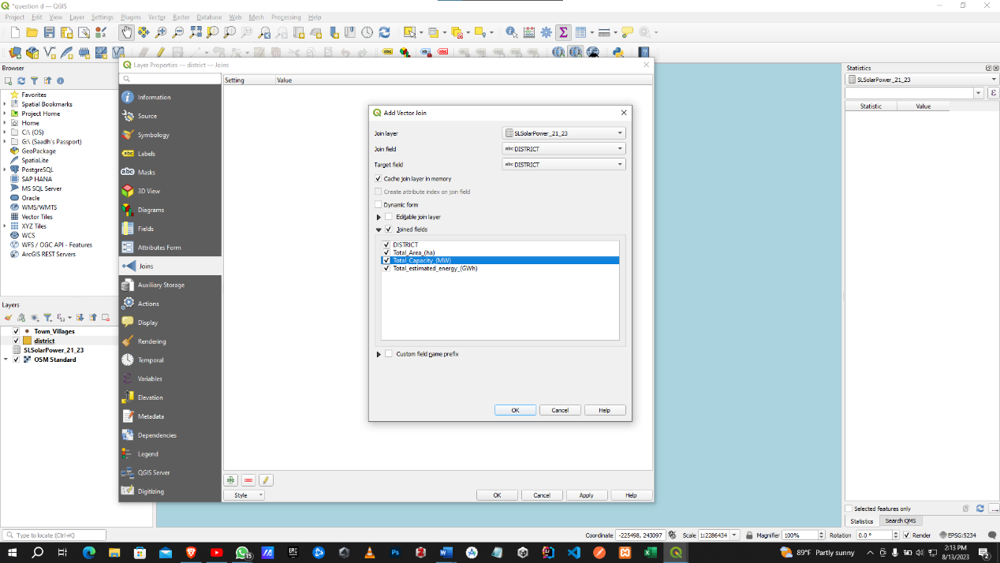 *question d — QGIS
Project Edit View Layer Settings Plugins Vector Raster Database Web Mesh Processing Help
Browser
Favorites
Spatial Bookmarks
Project Home
Home
C:\ (OS)
G:\ (Saadh's Passport)
GeoPackage
SpatiaLite
PostgreSQL
SAP HANA
MS SQL Server
Oracle
WMS/WMTS
Vector Tiles
XYZ Tiles
WCS
WFS / OGC API - Features
ArcGIS REST Servers
Layers
Town_Villages
district
SLSolarPower_21_23
OSM Standard
Layer Properties — district — Joins
Information
Source
Symbology
Labels
Masks
3D View
Diagrams
Fields
Attributes Form
Joins
Auxiliary Storage
Actions
Display
Rendering
Temporal
Variables
Elevation
Metadata
Dependencies
Legend
QGIS Server
Digitizing
Setting Value
Style OK Cancel Apply Help
Add Vector Join
Join layer SLSolarPower_21_23
Join field abc DISTRICT
Target field abc DISTRICT
Cache join layer in memory
Create attribute index on join field
Dynamic form
Editable join layer
Joined fields
DISTRICT
Total_Area_(ha)
Total_Capacity_(MW)
Total_estimated_energy_(GWh)
Custom field name prefix
OK Cancel Help
Statistics
SLSolarPower_21_23
Statistic Value
Selected features only
Statistics Search QMS
Type to locate (Ctrl+K) Coordinate -225498, 243097 Scale 1:2286434 Magnifier 100% Rotation 0.0 ° Render EPSG:5234
89°F Partly sunny 2:13 PM
8/13/2023